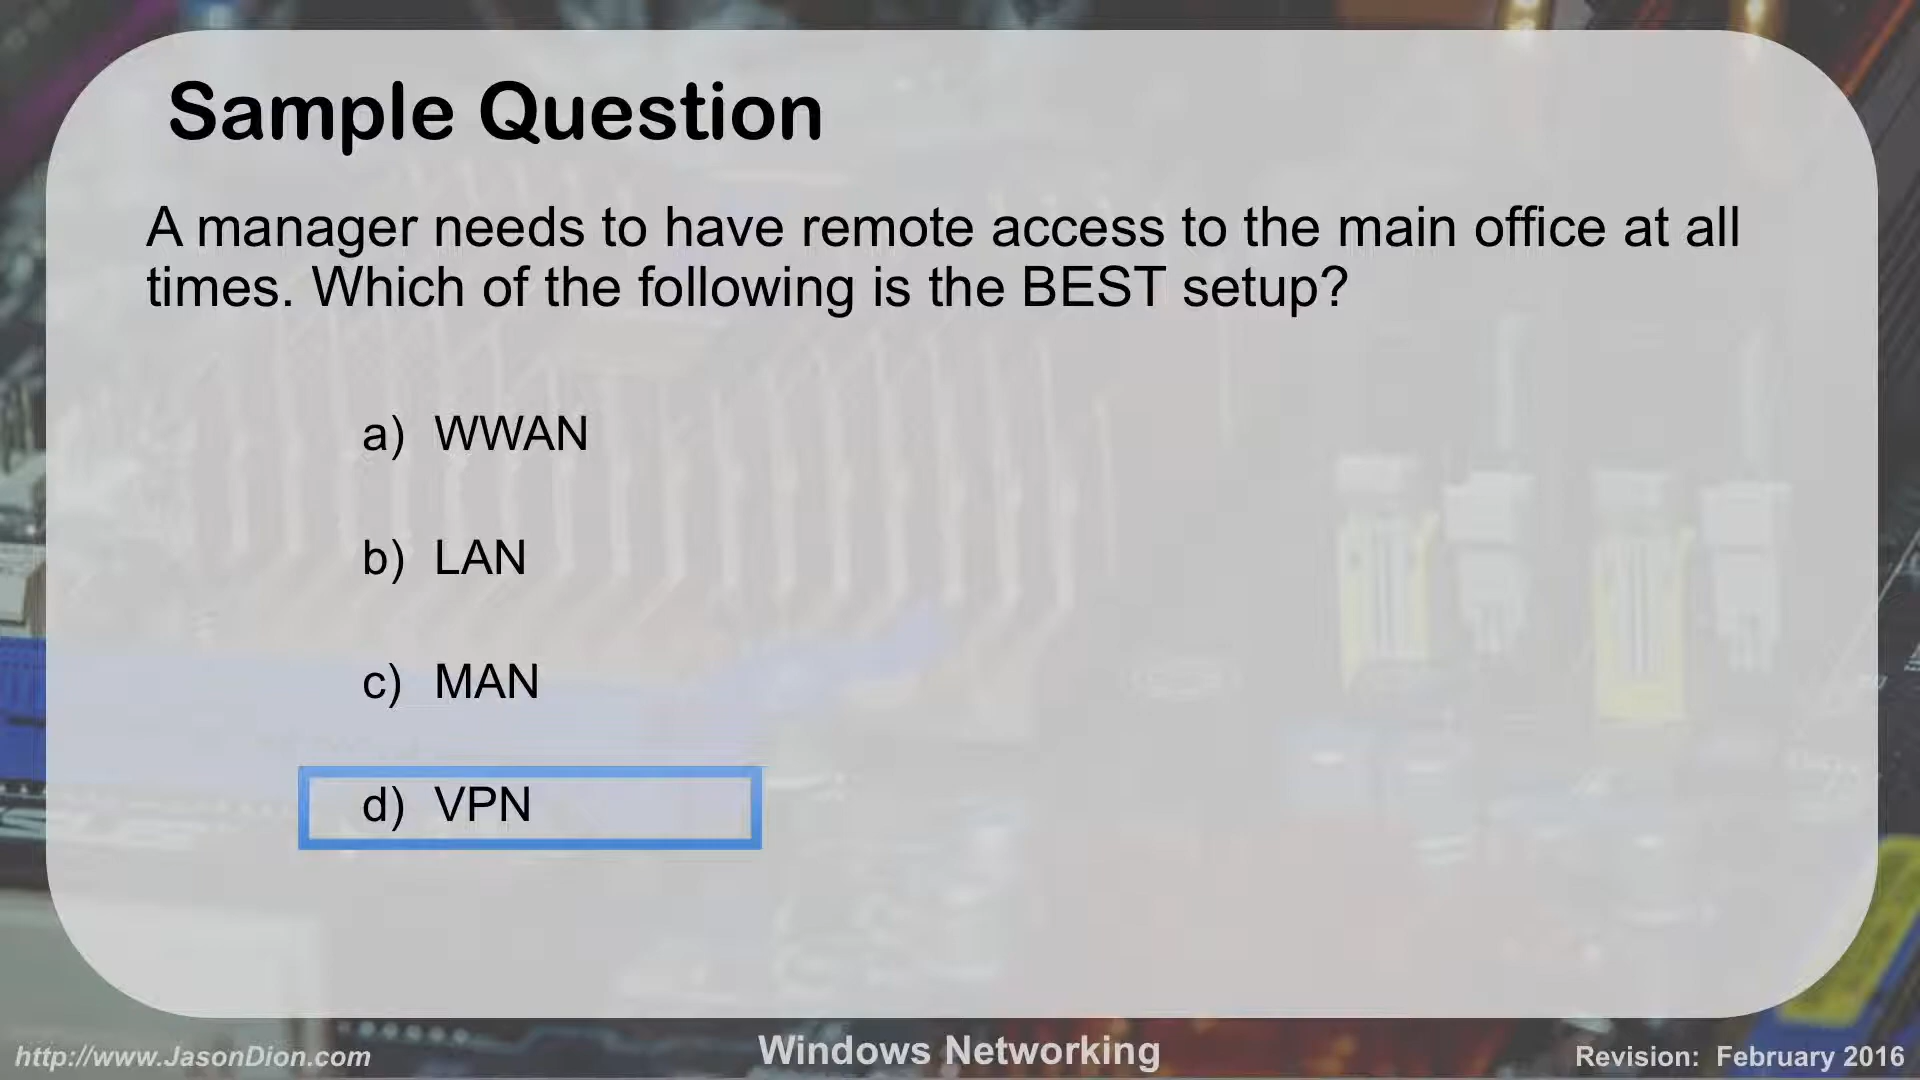 Sample Question
A manager needs to have remote access to the main office at all
times. Which of the following is the BEST setup?
a) WWAN
b) LAN
c) MAN
d) VPN
http://www.JasonDion.com
Windows Networking
Revision: February 2016